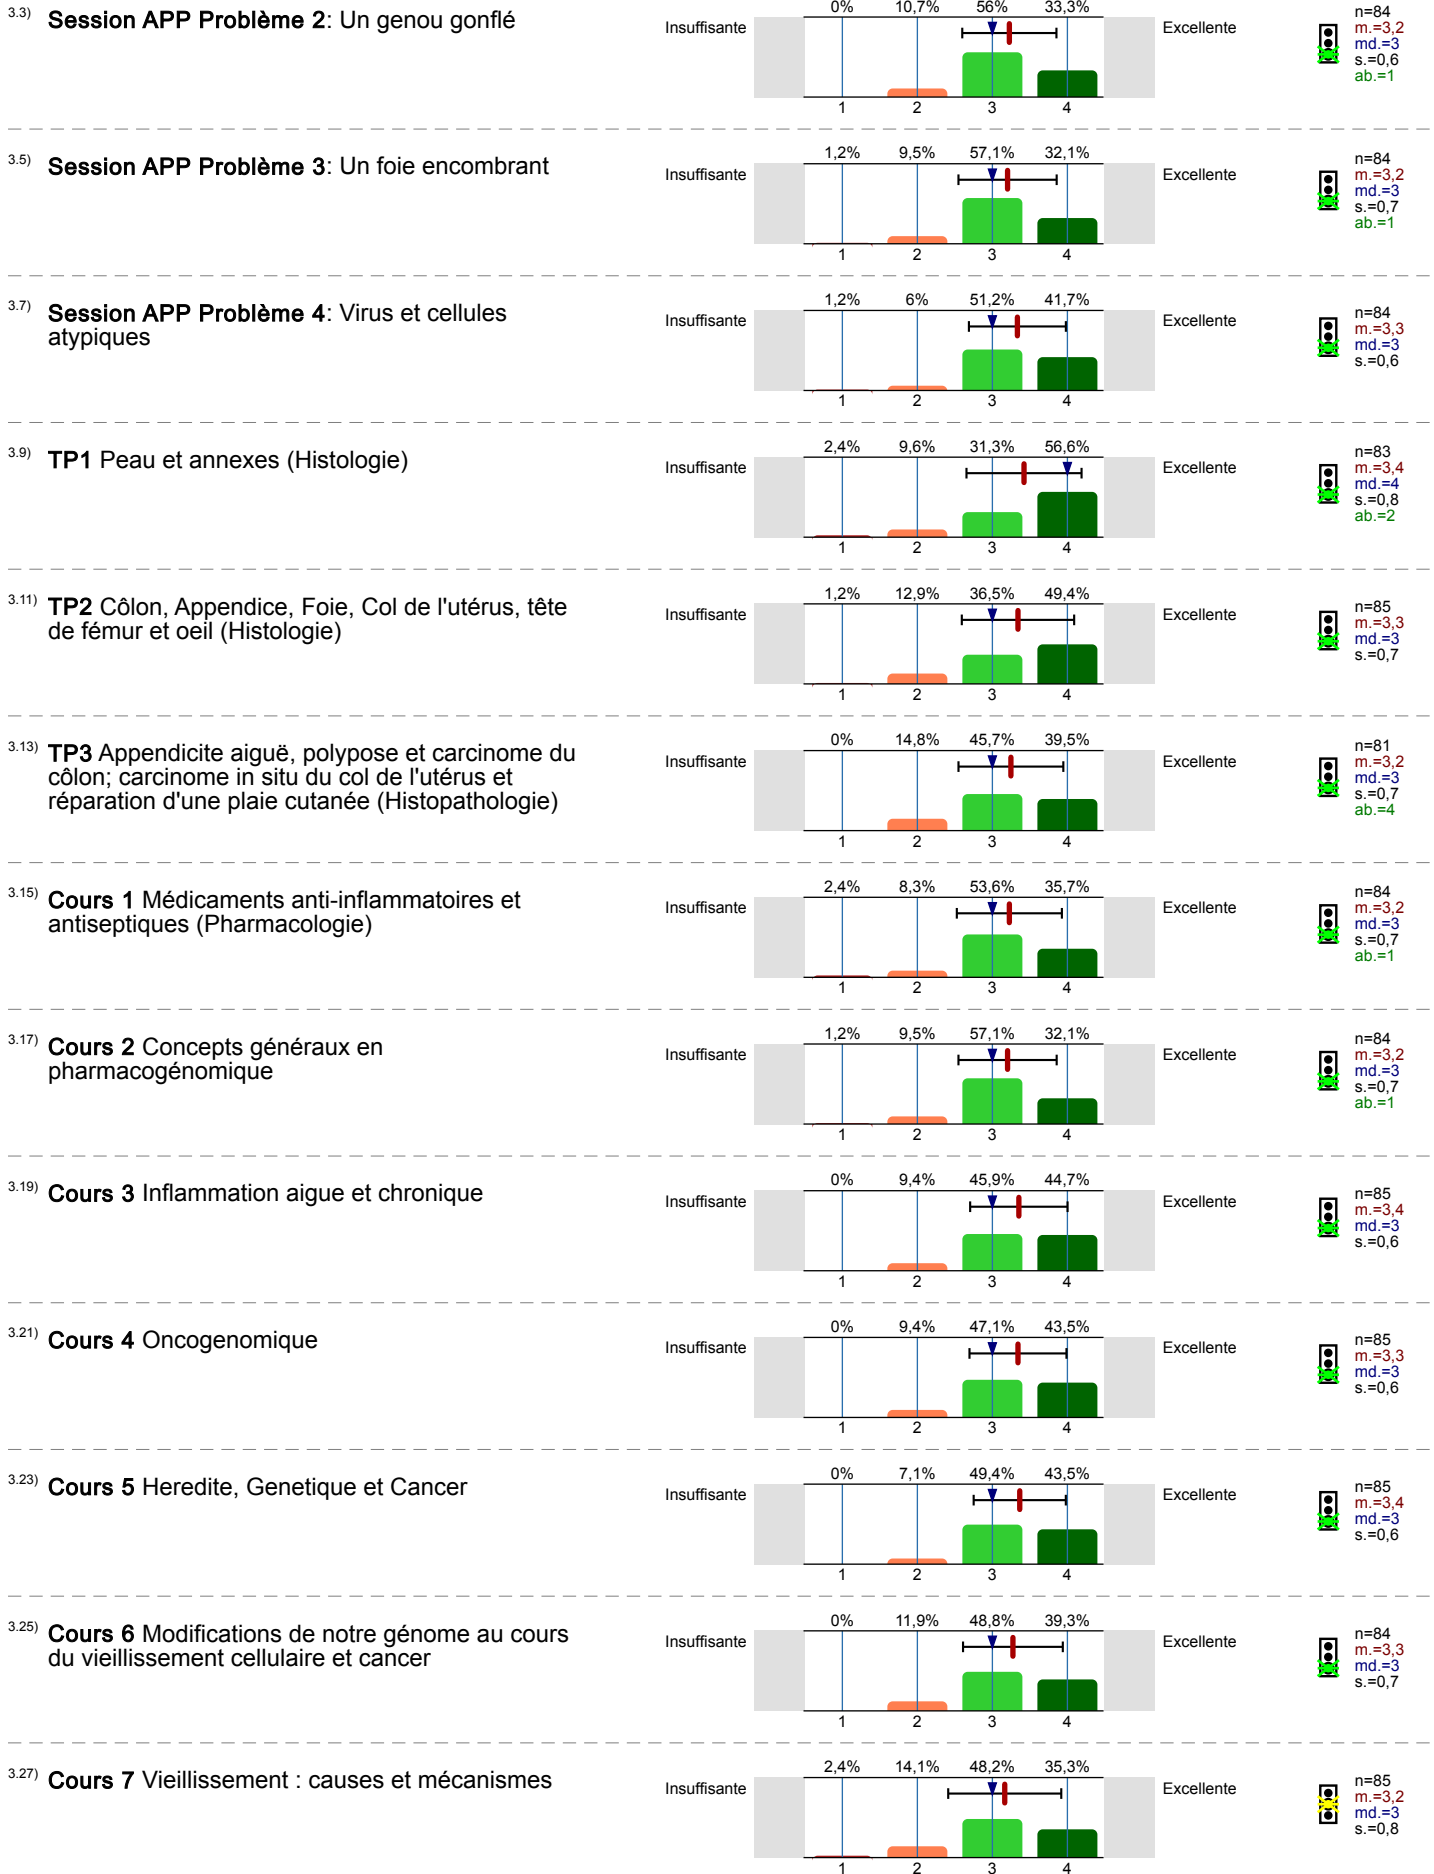 3.3) Session APP Problème 2: Un genou gonflé
Insuffisante
0% 10,7% 56% 33,3%
1 2 3 4
Excellente
n=84
m.=3,2
md.=3
s.=0,6
ab.=1
3.5) Session APP Problème 3: Un foie encombrant
Insuffisante
1,2% 9,5% 57,1% 32,1%
1 2 3 4
Excellente
n=84
m.=3,2
md.=3
s.=0,7
ab.=1
3.7) Session APP Problème 4: Virus et cellules
atypiques
Insuffisante
1,2% 6% 51,2% 41,7%
1 2 3 4
Excellente
n=84
m.=3,3
md.=3
s.=0,6
3.9) TP1 Peau et annexes (Histologie)
Insuffisante
2,4% 9,6% 31,3% 56,6%
1 2 3 4
Excellente
n=83
m.=3,4
md.=4
s.=0,8
ab.=2
3.11) TP2 Côlon, Appendice, Foie, Col de l'utérus, tête
de fémur et oeil (Histologie)
Insuffisante
1,2% 12,9% 36,5% 49,4%
1 2 3 4
Excellente
n=85
m.=3,3
md.=3
s.=0,7
3.13) TP3 Appendicite aiguë, polypose et carcinome du
côlon; carcinome in situ du col de l'utérus et
réparation d'une plaie cutanée (Histopathologie)
Insuffisante
0% 14,8% 45,7% 39,5%
1 2 3 4
Excellente
n=81
m.=3,2
md.=3
s.=0,7
ab.=4
3.15) Cours 1 Médicaments anti-inflammatoires et
antiseptiques (Pharmacologie)
Insuffisante
2,4% 8,3% 53,6% 35,7%
1 2 3 4
Excellente
n=84
m.=3,2
md.=3
s.=0,7
ab.=1
3.17) Cours 2 Concepts généraux en
pharmacogénomique
Insuffisante
1,2% 9,5% 57,1% 32,1%
1 2 3 4
Excellente
n=84
m.=3,2
md.=3
s.=0,7
ab.=1
3.19) Cours 3 Inflammation aigue et chronique
Insuffisante
0% 9,4% 45,9% 44,7%
1 2 3 4
Excellente
n=85
m.=3,4
md.=3
s.=0,6
3.21) Cours 4 Oncogenomique
Insuffisante
0% 9,4% 47,1% 43,5%
1 2 3 4
Excellente
n=85
m.=3,3
md.=3
s.=0,6
3.23) Cours 5 Heredite, Genetique et Cancer
Insuffisante
0% 7,1% 49,4% 43,5%
1 2 3 4
Excellente
n=85
m.=3,4
md.=3
s.=0,6
3.25) Cours 6 Modifications de notre génome au cours
du vieillissement cellulaire et cancer
Insuffisante
0% 11,9% 48,8% 39,3%
1 2 3 4
Excellente
n=84
m.=3,3
md.=3
s.=0,7
3.27) Cours 7 Vieillissement : causes et mécanismes
Insuffisante
2,4% 14,1% 48,2% 35,3%
1 2 3 4
Excellente
n=85
m.=3,2
md.=3
s.=0,8